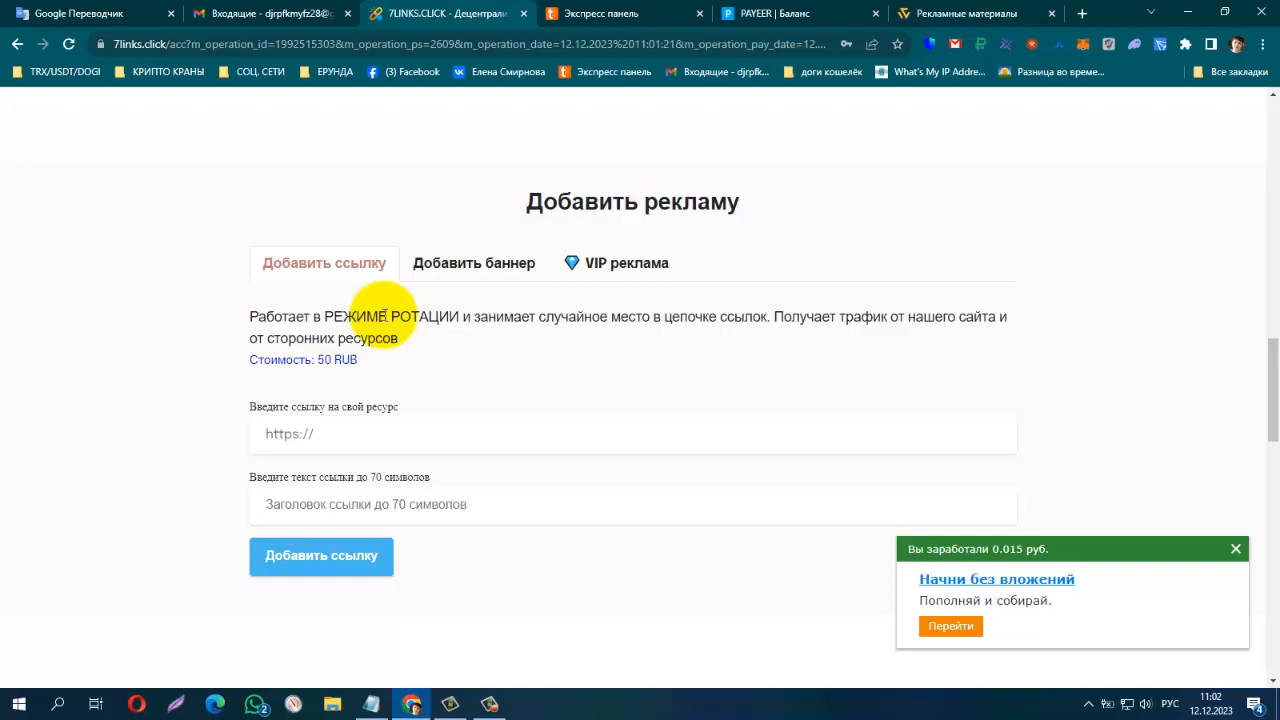 Google Переводчик
Входящие - djrpfkmyfz28@g
7LINKS.CLICK - Децентрали
Экспресс панель
PAYEER | Баланс
Рекламные материалы
7links.click/acc?m_operation_id=1992515303&m_operation_ps=2609&m_operation_date=12.12.2023%2011:01:21&m_operation_pay_date=12....
TRX/USDT/DOGI
КРИПТО КРАНЫ
СОЦ. СЕТИ
ЕРУНДА
(3) Facebook
Елена Смирнова
Экспресс панель
Входящие - djrpfk...
доги кошелёк
What's My IP Addre...
Разница во време...
Все закладки
Добавить рекламу
Добавить ссылку
Добавить баннер
VIP реклама
Работает в РЕЖИМЕ РОТАЦИИ и занимает случайное место в цепочке ссылок. Получает трафик от нашего сайта и
от сторонних ресурсов
Стоимость: 50 RUB
Введите ссылку на свой ресурс
https://
Введите текст ссылки до 70 символов
Заголовок ссылки до 70 символов
Добавить ссылку
Вы заработали 0.015 руб.
Начни без вложений
Пополняй и собирай.
Перейти
2
РУС
11:02
12.12.2023
4